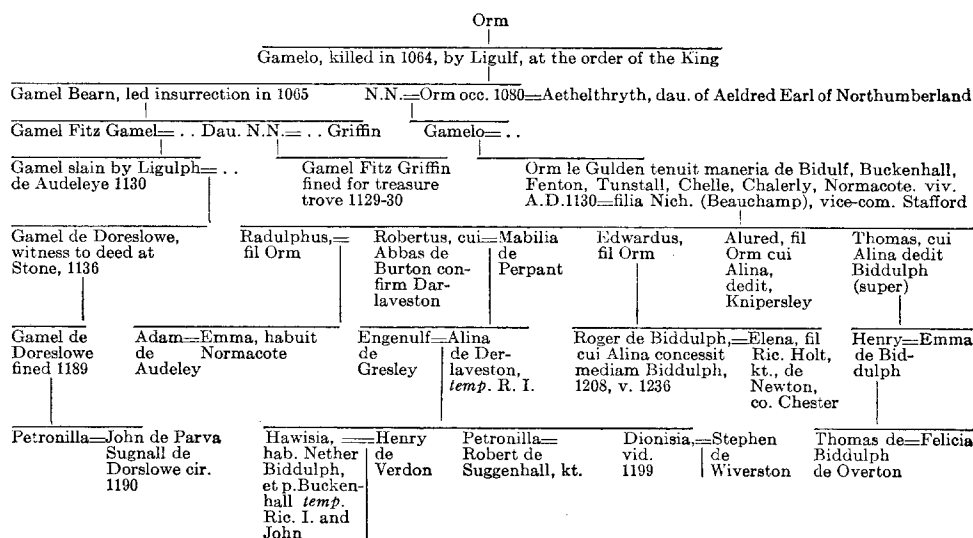 Orm
Gamelo, killed in 1064, by Ligulf, at the order of the King
Gamel Bearn, led insurrection in 1065
N.N.=Orm occ. 1080=Aethelthryth, dau. of Aeldred Earl of Northumberland
Gamel Fitz Gamel= . . Dau. N.N.= . . Griffin
Gamelo= . .
Gamel slain by Ligulph= . .
de Audeleye 1130
Gamel Fitz Griffin
fined for treasure
trove 1129-30
Orm le Gulden tenuit maneria de Bidulf, Buckenhall,
Fenton, Tunstall, Chelle, Chalerly, Normacote. viv.
A.D.1130=filia Nich. (Beauchamp), vice-com. Stafford
Gamel de Doreslowe,
witness to deed at
Stone, 1136
Radulphus,=
fil Orm
Robertus, cui=
Abbas de
Burton con-
firm Dar-
laveston
Mabilia
de
Perpant
Edwardus,
fil Orm
Alured, fil
Orm cui
Alina,
dedit,
Knipersley
Thomas, cui
Alina dedit
Biddulph
(super)
Gamel de
Doreslowe
fined 1189
Adam=Emma, habuit
de Normacote
Audeley
Engenulf=
de
Gresley
Alina
de Der-
laveston,
temp. R. I.
Roger de Biddulph,=
cui Alina concessit
mediam Biddulph,
1208, v. 1236
Elena, fil
Ric. Holt,
kt., de
Newton,
co. Chester
Henry=Emma
de Bid-
dulph
Petronilla=John de Parva
Sugnall de
Dorslowe cir.
1190
Hawisia,=
hab. Nether
Biddulph,
et p.Bucken-
hall temp.
Ric. I. and
John
Henry
de
Verdon
Petronilla=
Robert de
Suggenhall, kt.
Dionisia,=
vid.
1199
Stephen
de
Wiverston
Thomas de=Felicia
Biddulph
de Overton